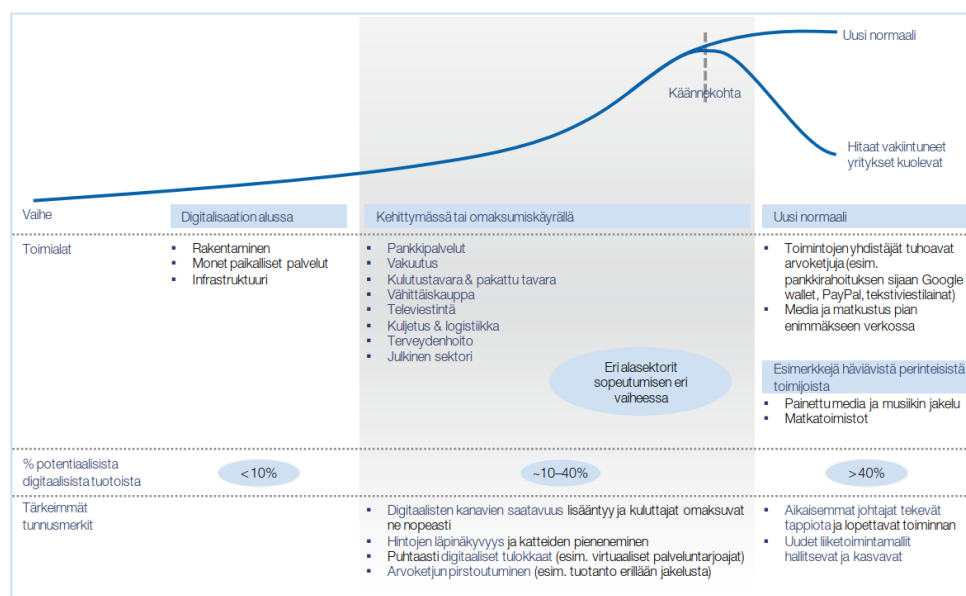 Uusi normaali
Käännekohta
Hitaat vakiintuneet
yritykset kuolevat
Vaihe
Digitalisaation alussa
Kehittymässä tai omaksumiskäyrällä
Uusi normaali
Toimialat
▪ Rakentaminen
▪ Monet paikalliset palvelut
▪ Infrastruktuuri
▪ Pankkipalvelut
▪ Vakuutus
▪ Kulutustavara & pakattu tavara
▪ Vähittäiskauppa
▪ Televiestintä
▪ Kuljetus & logistiikka
▪ Terveydenhoito
▪ Julkinen sektori
Eri alasektorit
sopeutumisen eri
vaiheessa
▪ Toimintojen yhdistäjät tuhoavat
arvoketjuja (esim.
pankkirahoituksen sijaan Google
wallet, PayPal, tekstiviestilainat)
▪ Media ja matkustus pian
enimmäkseen verkossa
Esimerkkejä häviävistä perinteisistä
toimijoista
▪ Painettu media ja musiikin jakelu
▪ Matkatoimistot
% potentiaalisista
digitaalisista tuotoista
<10%
~10–40%
>40%
Tärkeimmät
tunnusmerkit
▪ Digitaalisten kanavien saatavuus lisääntyy ja kuluttajat omaksuvat
ne nopeasti
▪ Hintojen läpinäkyvyys ja katteiden pieneneminen
▪ Puhtaasti digitaaliset tulokkaat (esim. virtuaaliset palveluntarjoajat)
▪ Arvoketjun pirstoutuminen (esim. tuotanto erillään jakelusta)
▪ Aikaisemmat johtajat tekevät
tappiota ja lopettavat toiminnan
▪ Uudet liiketoimintamallit
hallitsevat ja kasvavat